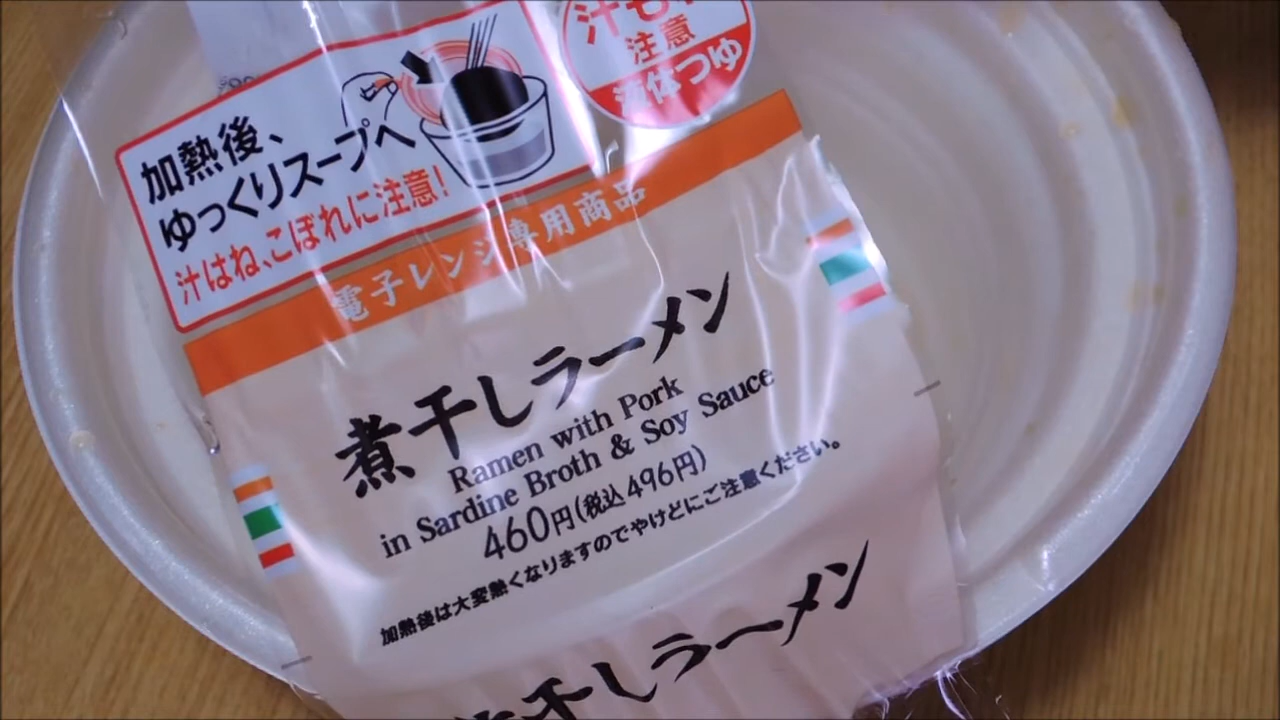 加熱後、
ゆっくりスープへ
汁はね、こぼれに注意!
注意
液体つゆ
電子レンジ専用商品
煮干しラーメン
Ramen with Pork
in Sardine Broth & Soy Sauce
460円(税込496円)
加熱後は大変熱くなりますのでやけどにご注意ください。
干しラーメン